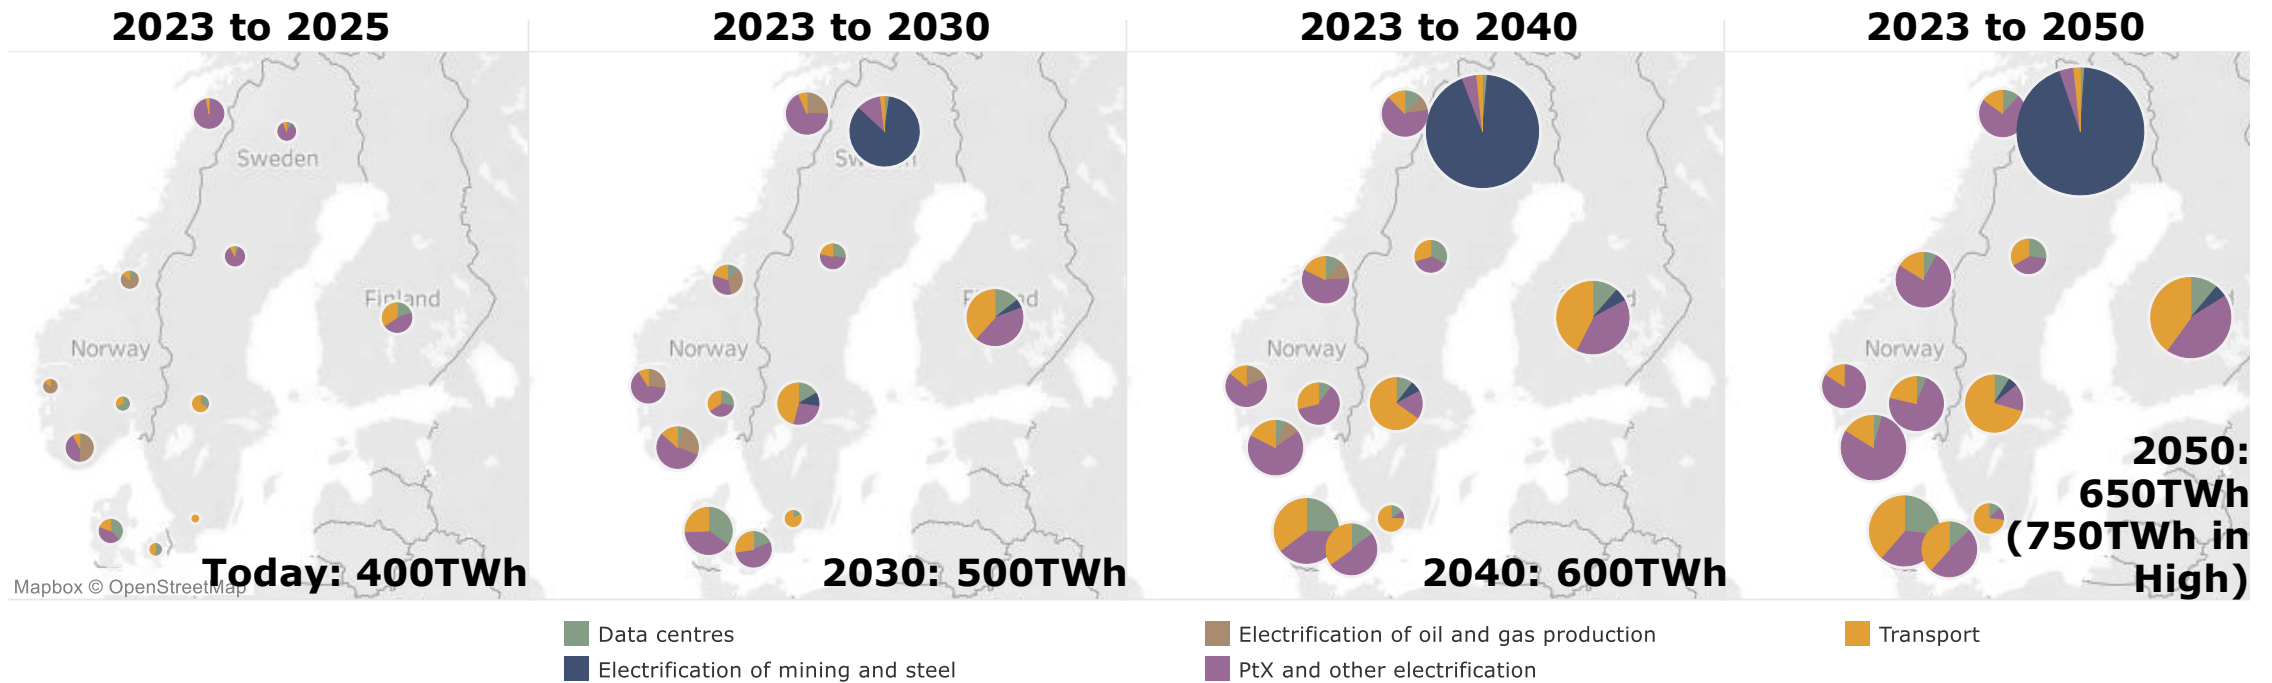 2023 to 2025
2023 to 2030
2023 to 2040
2023 to 2050
Sweden
Finland
Norway
Today: 400TWh
Mapbox © OpenStreetMap
Norway
2030: 500TWh
Norway
2040: 600TWh
Norway
2050:
650TWh
(750TWh in
High)
Data centres
Electrification of oil and gas production
Transport
Electrification of mining and steel
PtX and other electrification